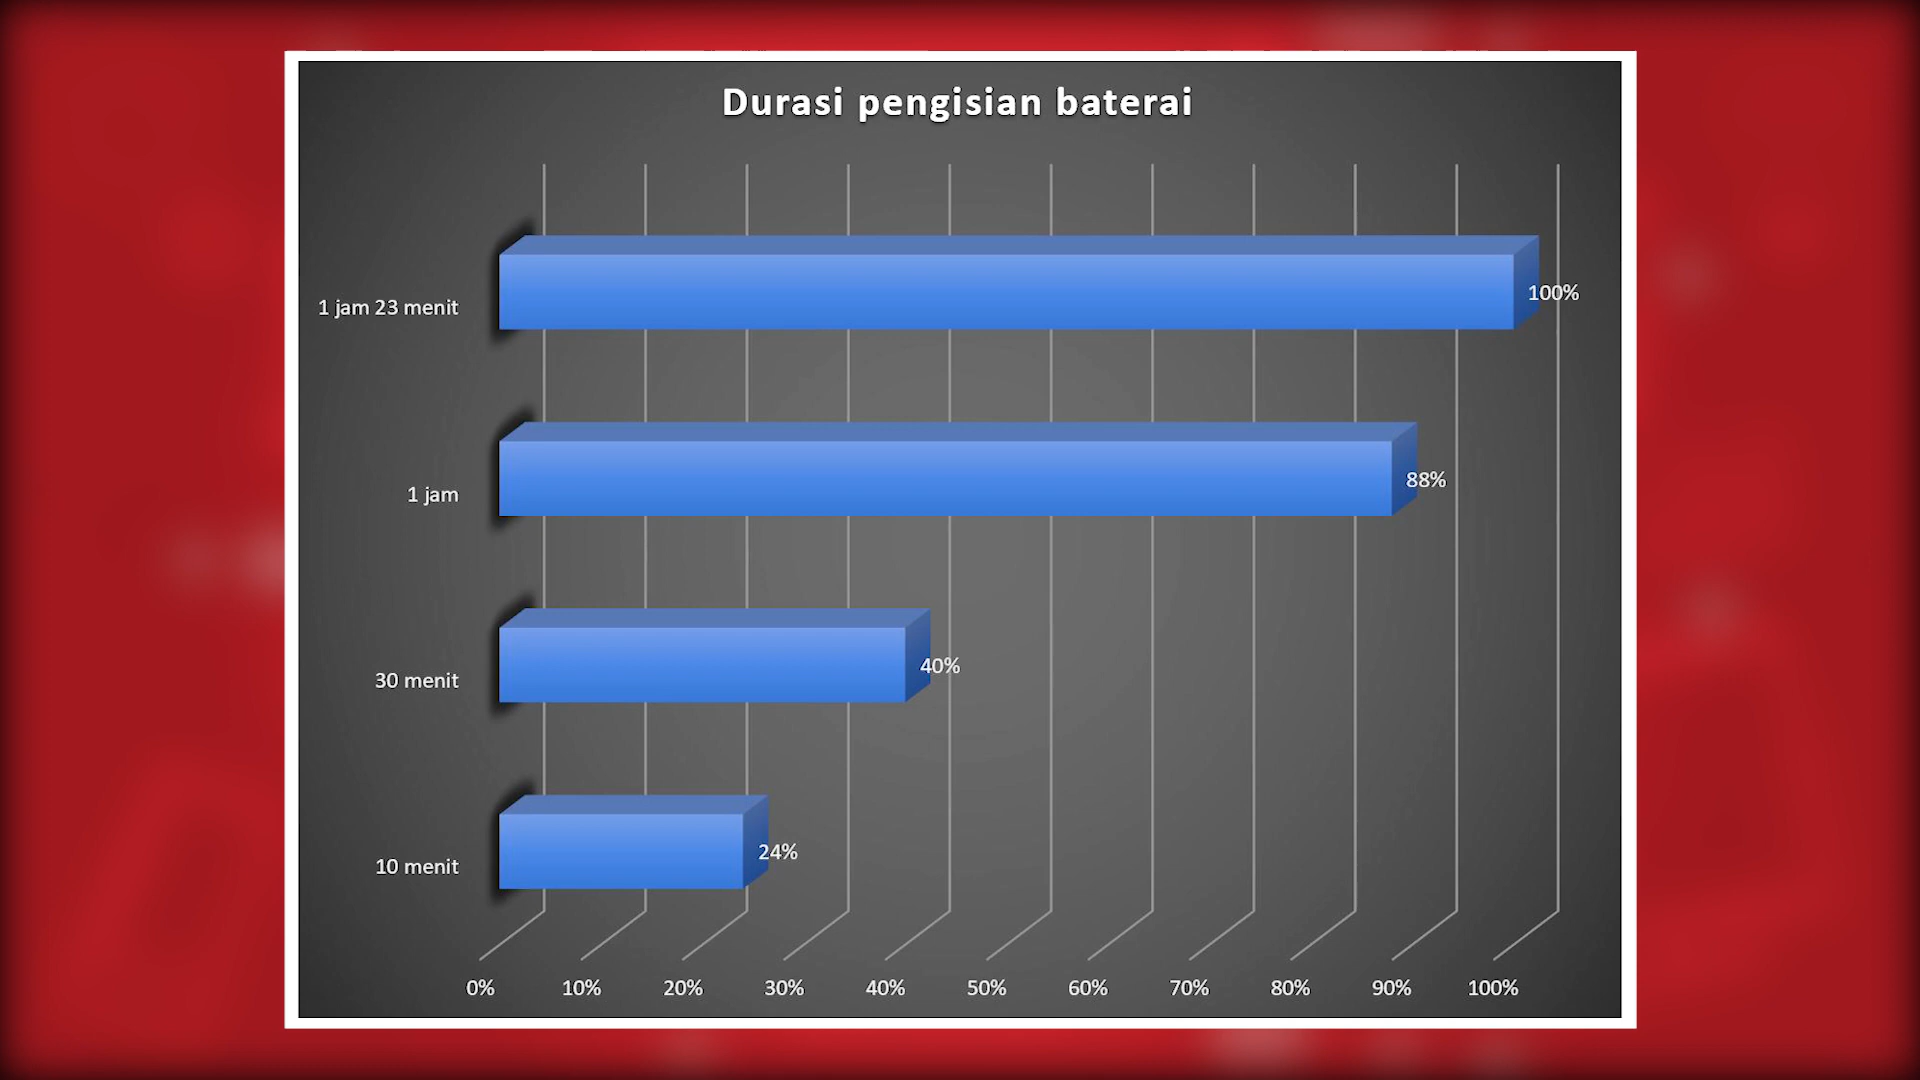 Durasi pengisian baterai
1 jam 23 menit
100%
1 jam
88%
30 menit
40%
10 menit
24%
0% 10% 20% 30% 40% 50% 60% 70% 80% 90% 100%